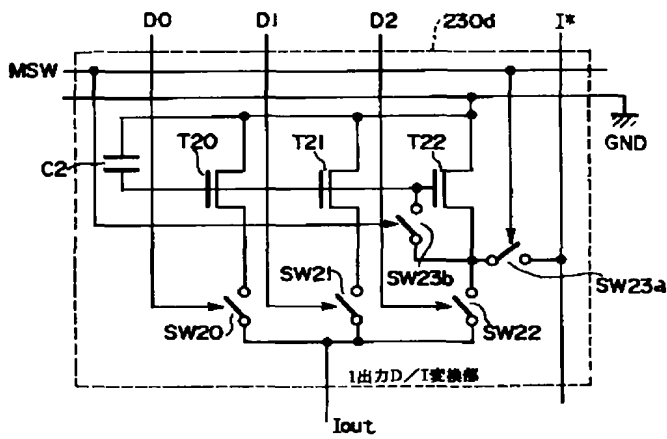 D0 D1 D2 230d I*
MSW
GND
T20 T21 T22
C2
SW23b
SW23a
SW21
SW20
SW22
1出力D/I変換部
Iout